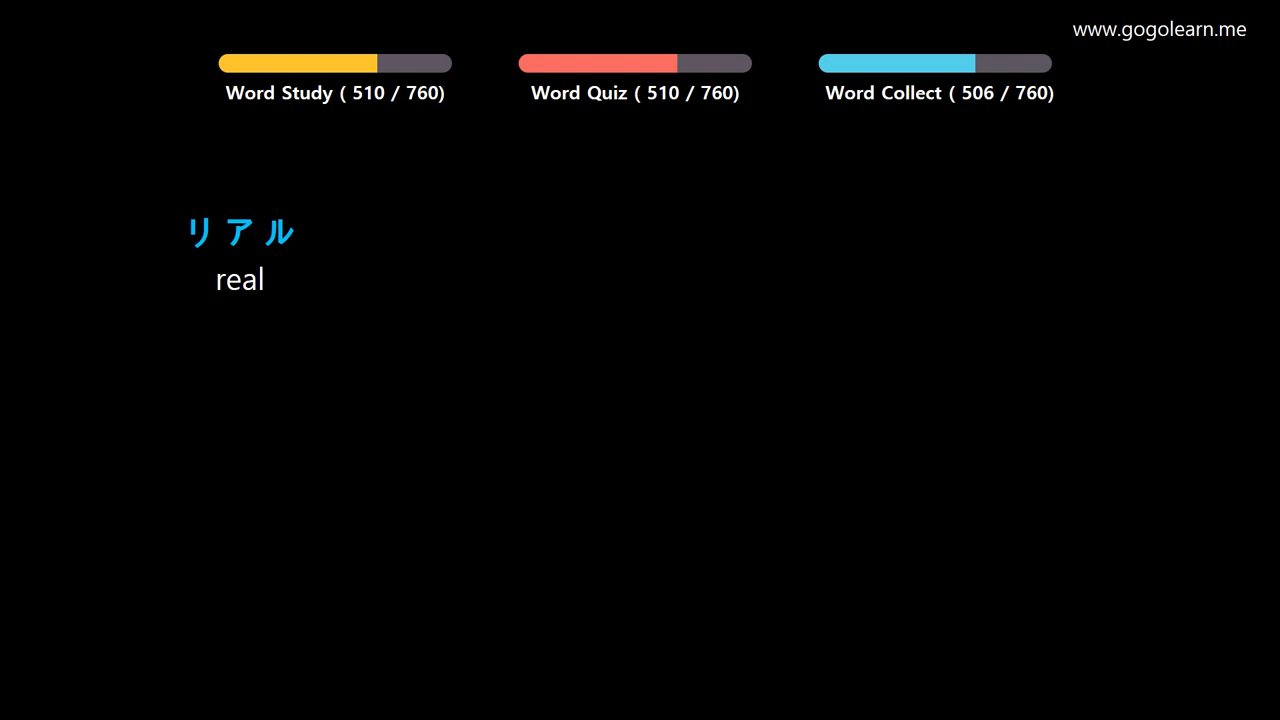 www.gogolearn.me
Word Study ( 510 / 760)
Word Quiz ( 510 / 760)
Word Collect ( 506 / 760)
リアル
real